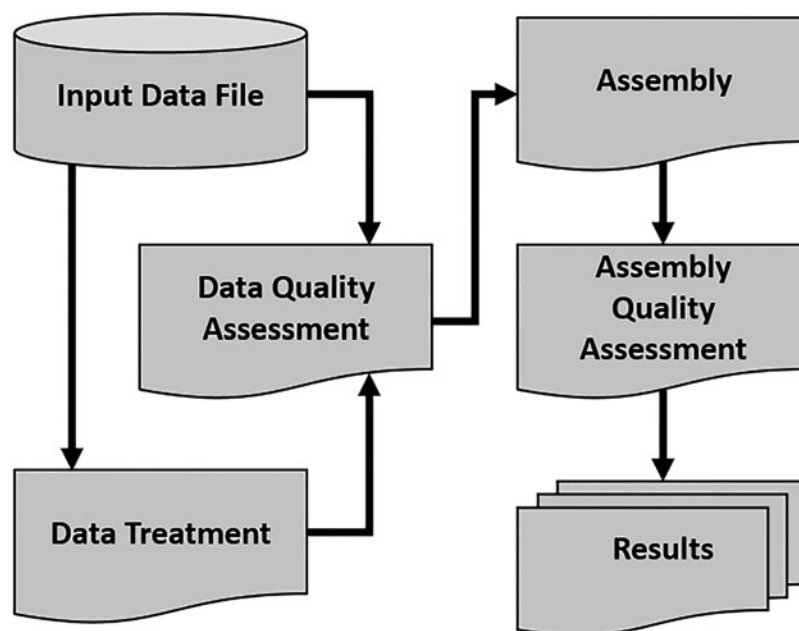 Input Data File
Data Quality
Assessment
Data Treatment
Assembly
Assembly
Quality
Assessment
Results